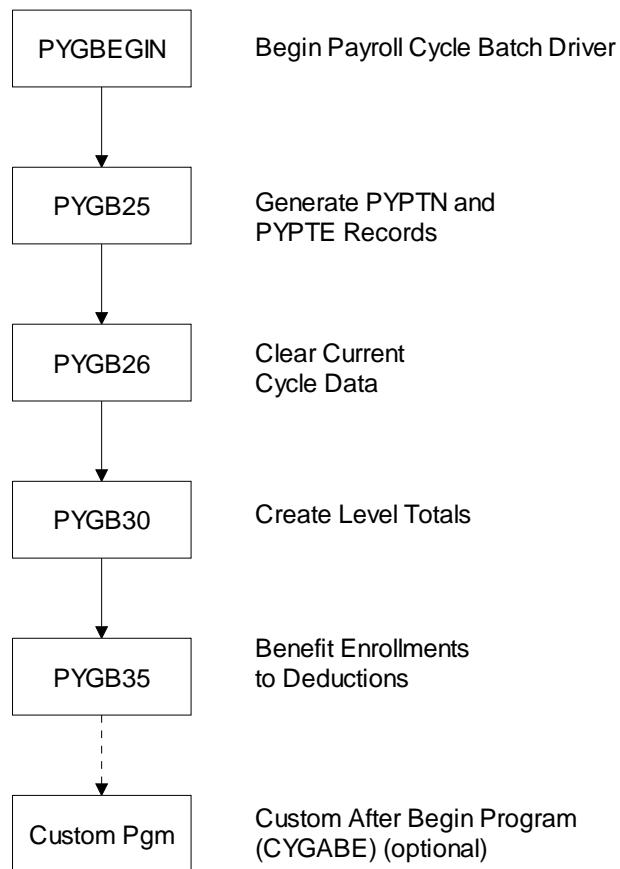 PYGBEGIN
Begin Payroll Cycle Batch Driver
PYGB25
Generate PYPTN and
PYPTE Records
PYGB26
Clear Current
Cycle Data
PYGB30
Create Level Totals
PYGB35
Benefit Enrollments
to Deductions
Custom Pgm
Custom After Begin Program
(CYGABE) (optional)